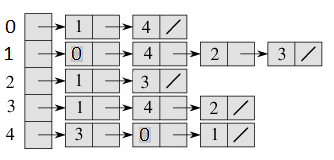 0 1 4 /
1 0 4 2 3 /
2 1 3 /
3 1 4 2 /
4 3 0 1 /